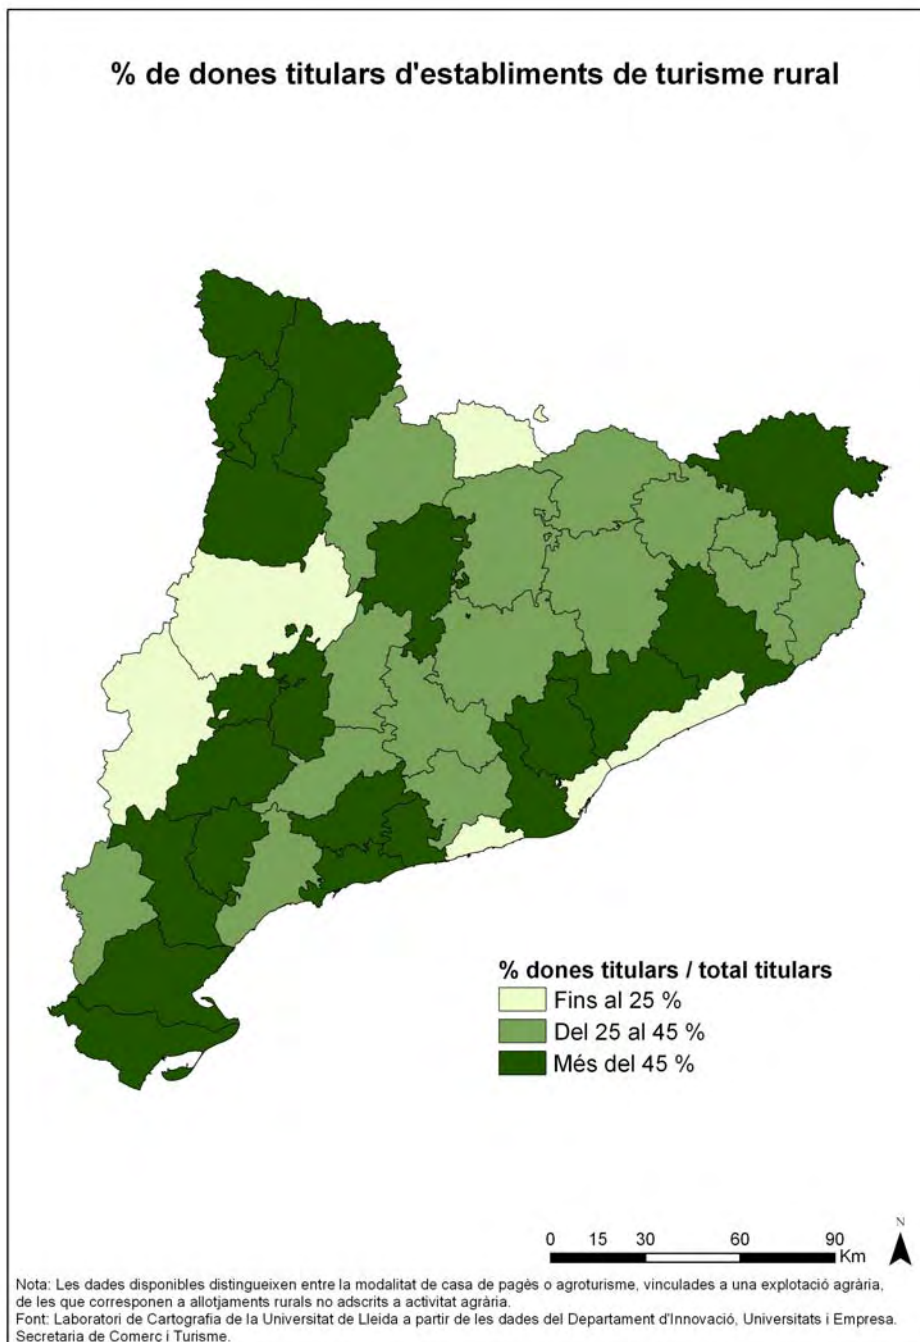 % de dones titulars d'establiments de turisme rural
% dones titulars / total titulars
Fins al 25 %
Del 25 al 45 %
Més del 45 %
N
0 15 30 60 90
Km
Nota: Les dades disponibles distingueixen entre la modalitat de casa de pagès o agroturisme, vinculades a una explotació agrària,
de les que corresponen a allotjaments rurals no adscrits a activitat agrària.
Font: Laboratori de Cartografia de la Universitat de Lleida a partir de les dades del Departament d'Innovació, Universitats i Empresa.
Secretaria de Comerç i Turisme.